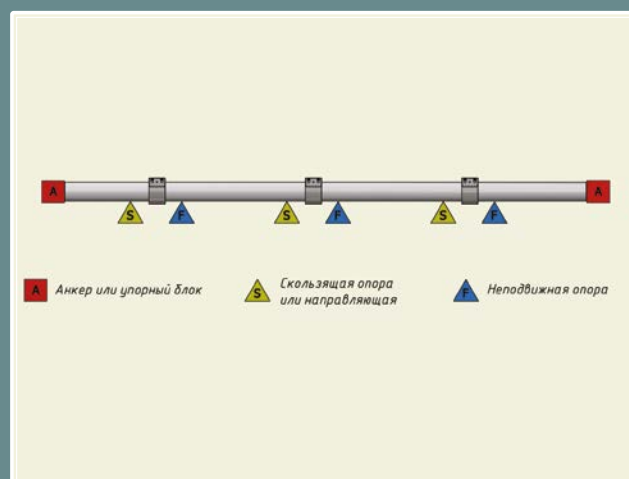 A A
S F S F S F
A Анкер или упорный блок
S Скользящая опора
или направляющая
F Неподвижная опора